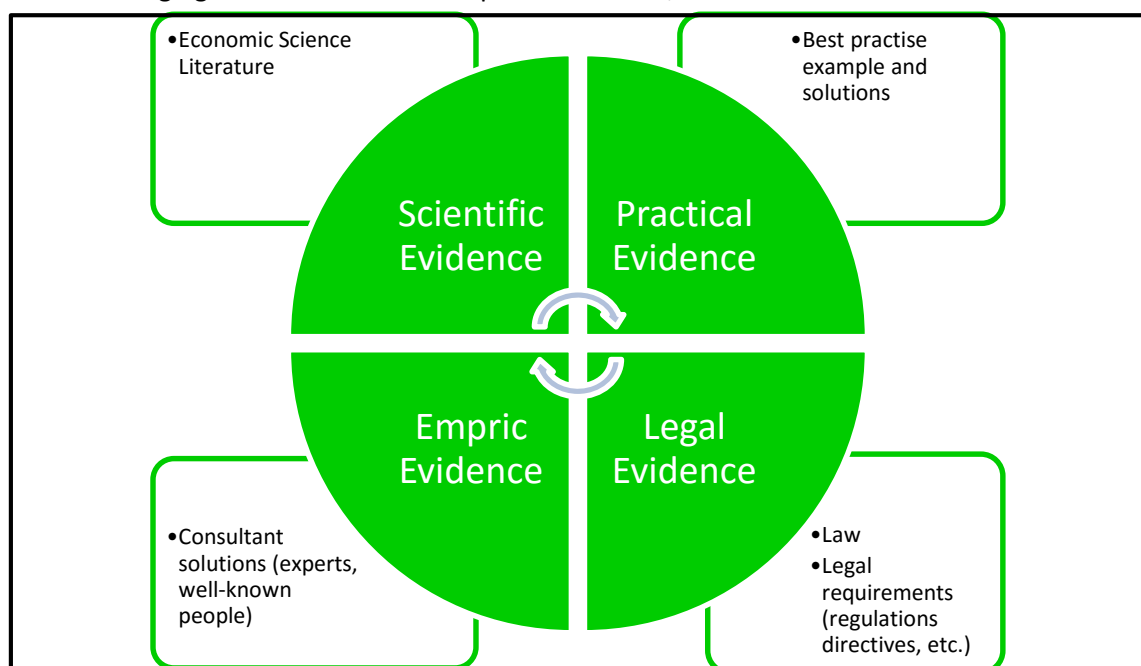 •Economic Science
Literature
•Best practise
example and
solutions
Scientific
Evidence
Practical
Evidence
Empric
Evidence
Legal
Evidence
•Consultant
solutions (experts,
well-known
people)
•Law
•Legal
requirements
(regulations
directives, etc.)